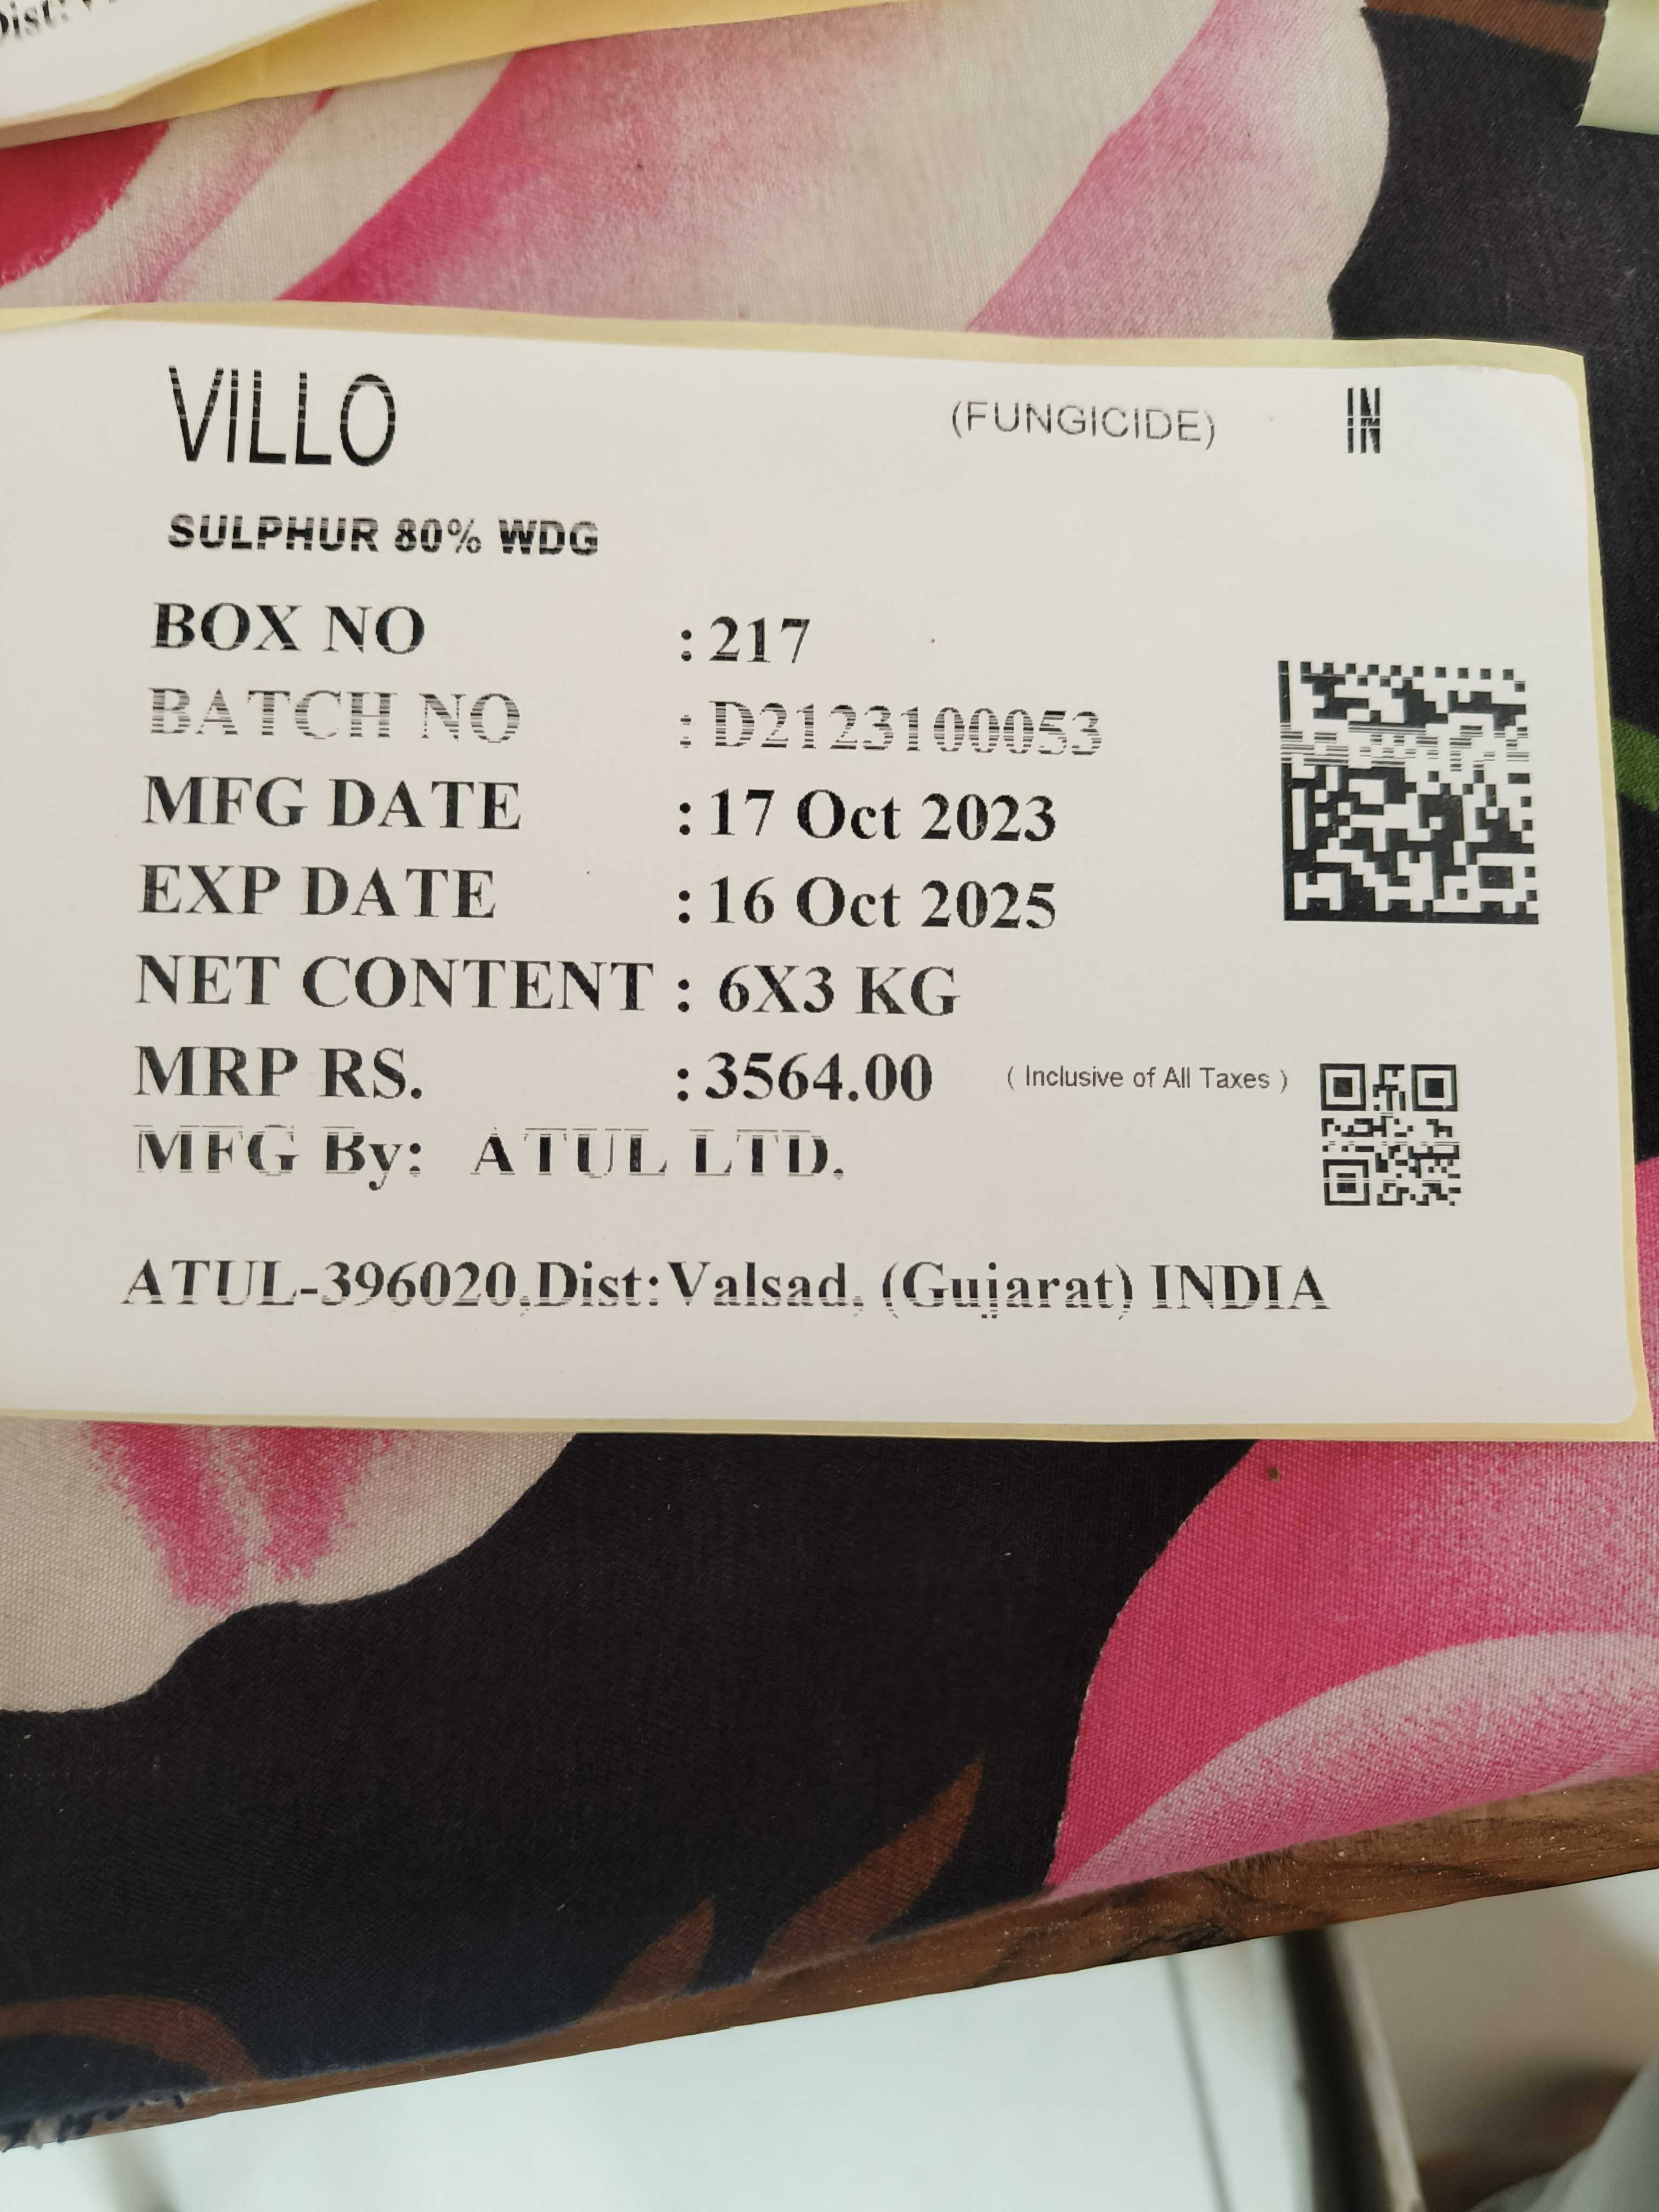 Dist:
VILLO (FUNGICIDE) IN
SULPHUR 80% WDG
BOX NO : 217
BATCH NO : D2123100053
MFG DATE : 17 Oct 2023
EXP DATE : 16 Oct 2025
NET CONTENT : 6X3 KG
MRP RS. : 3564.00 ( Inclusive of All Taxes )
MFG By: ATUL LTD.
ATUL-396020,Dist:Valsad, (Gujarat) INDIA